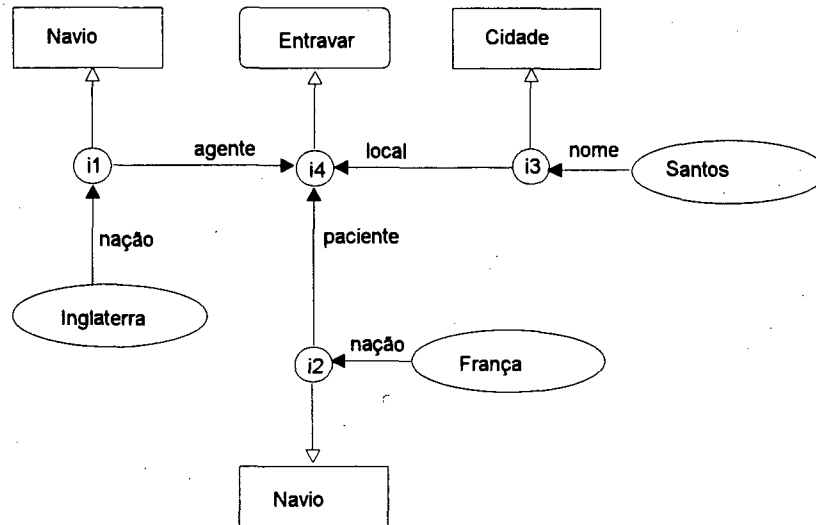 Navio
Entravar
Cidade
agente
local
nome
i1
i4
i3
Santos
nação
paciente
Inglaterra
nação
i2
França
Navio